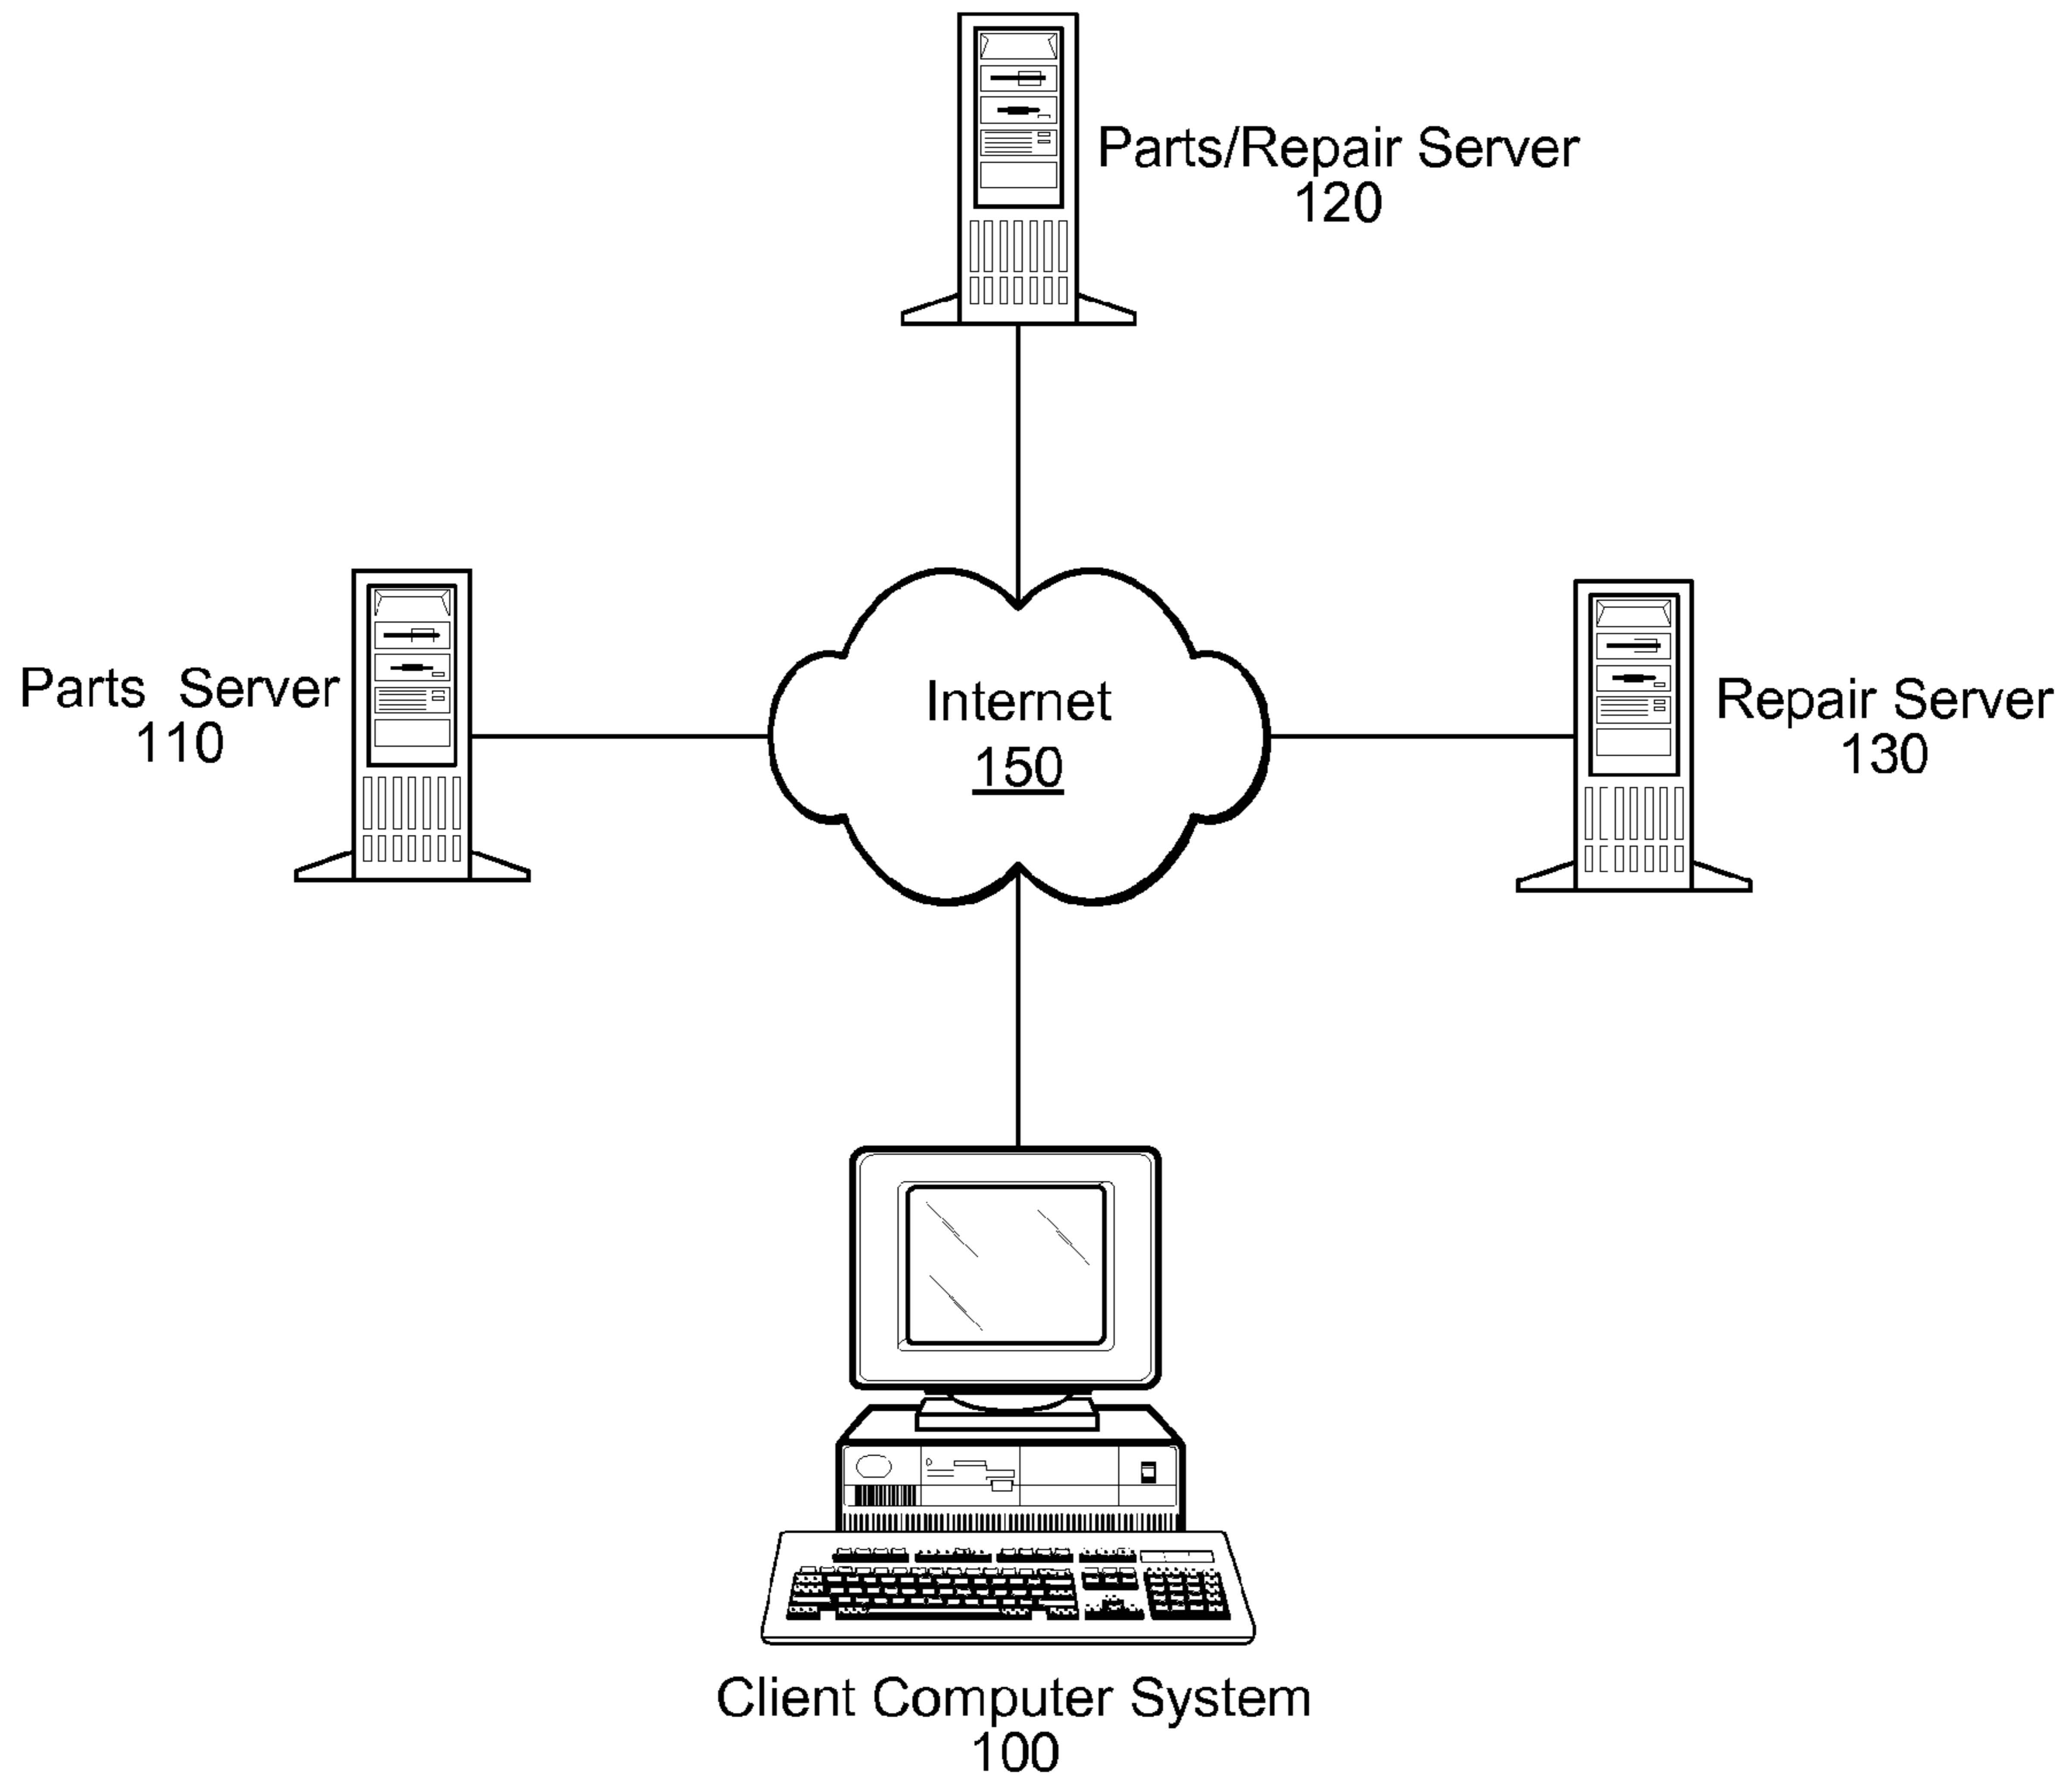 Parts/Repair Server
120
Parts Server
110
Internet
150
Repair Server
130
Client Computer System
100